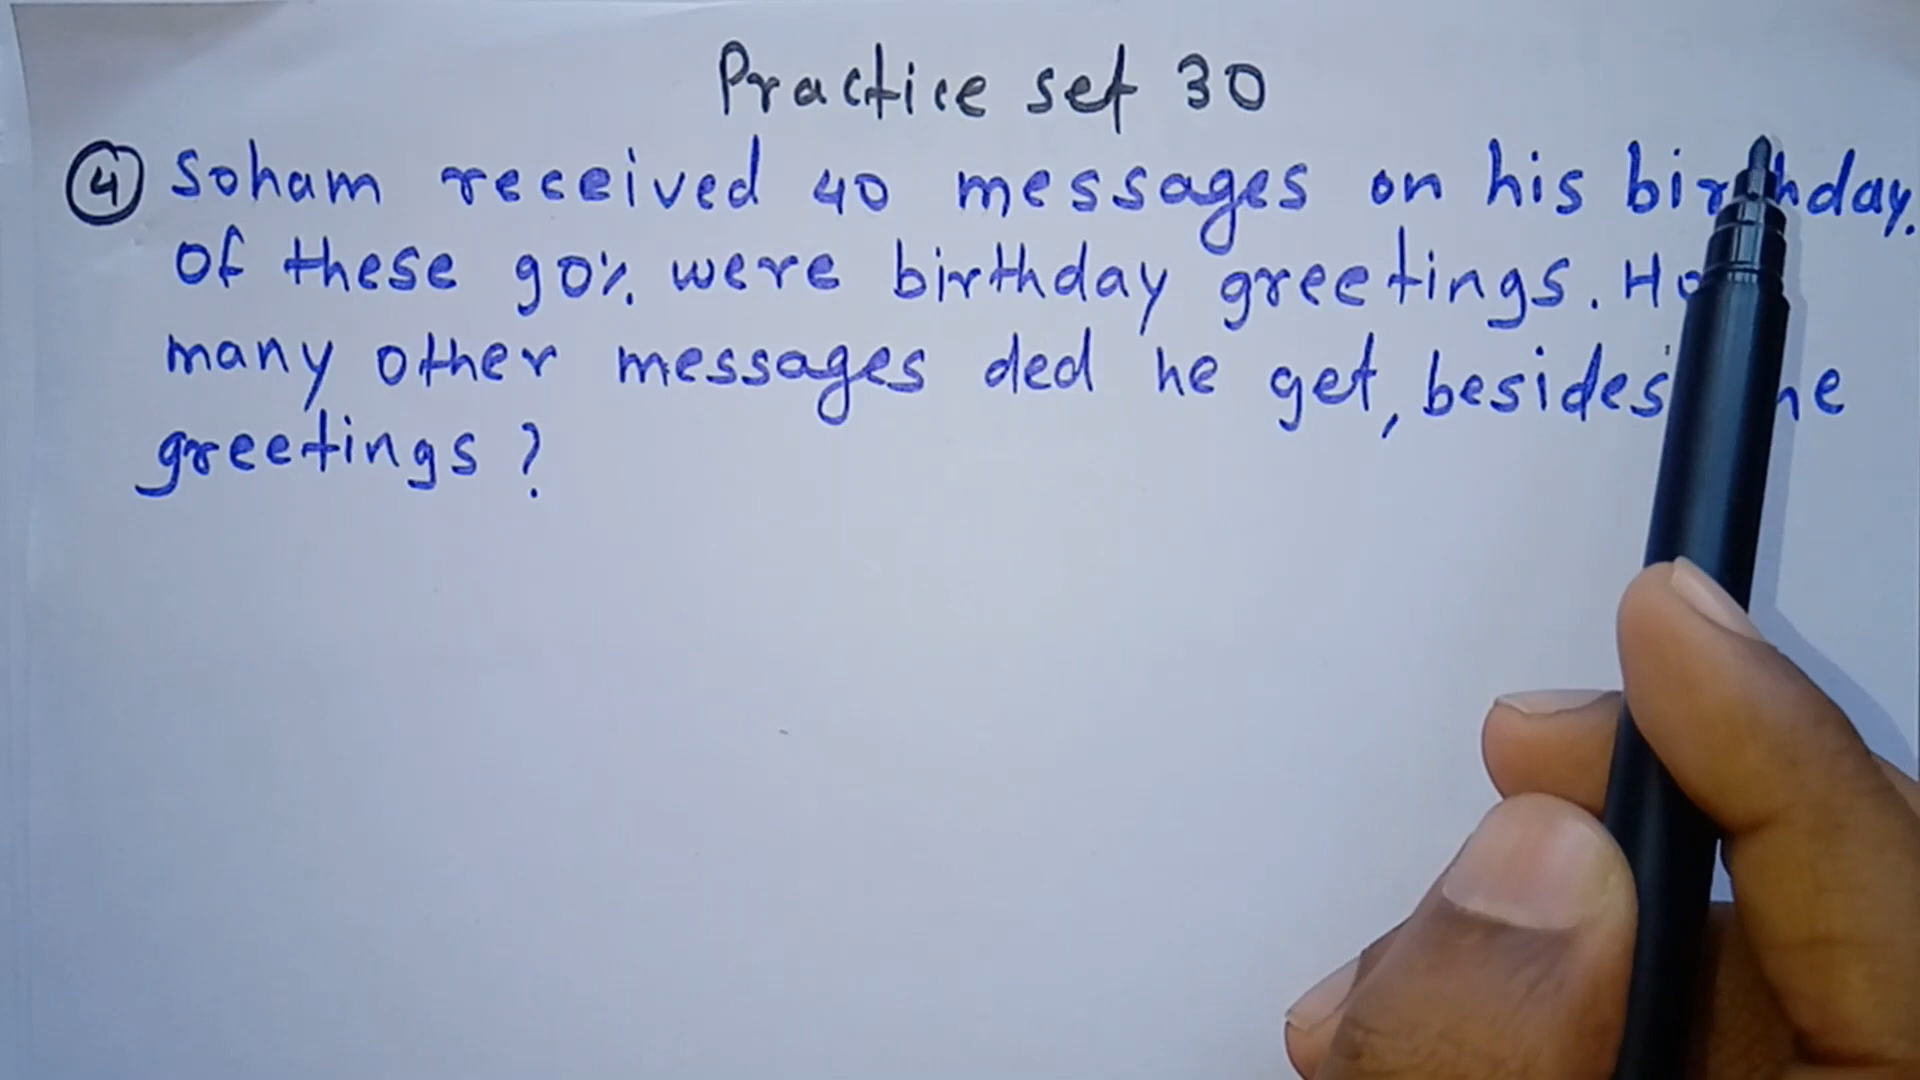 Practice set 30
④ Soham received 40 messages on his birthday.
Of these 90% were birthday greetings.
many other messages ded he get, besides
greetings?